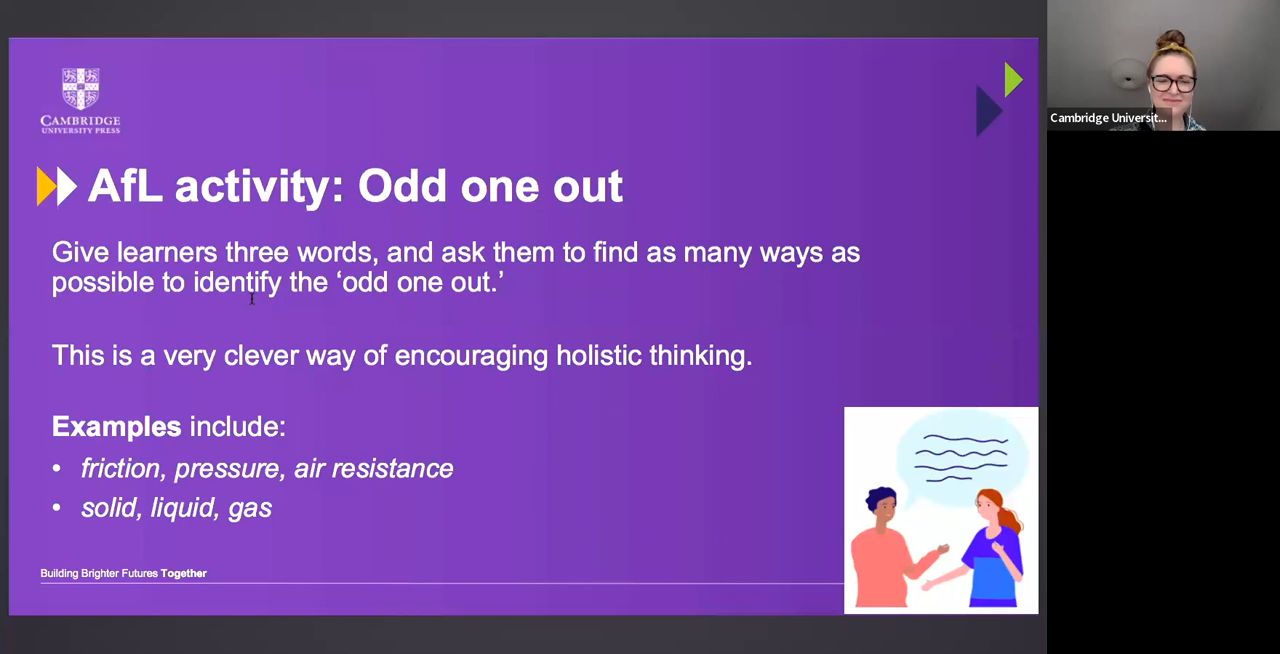 CAMBRIDGE
UNIVERSITY PRESS
AfL activity: Odd one out
Give learners three words, and ask them to find as many ways as
possible to identify the ‘odd one out.’
This is a very clever way of encouraging holistic thinking.
Examples include:
• friction, pressure, air resistance
• solid, liquid, gas
Building Brighter Futures Together
Cambridge Universit...